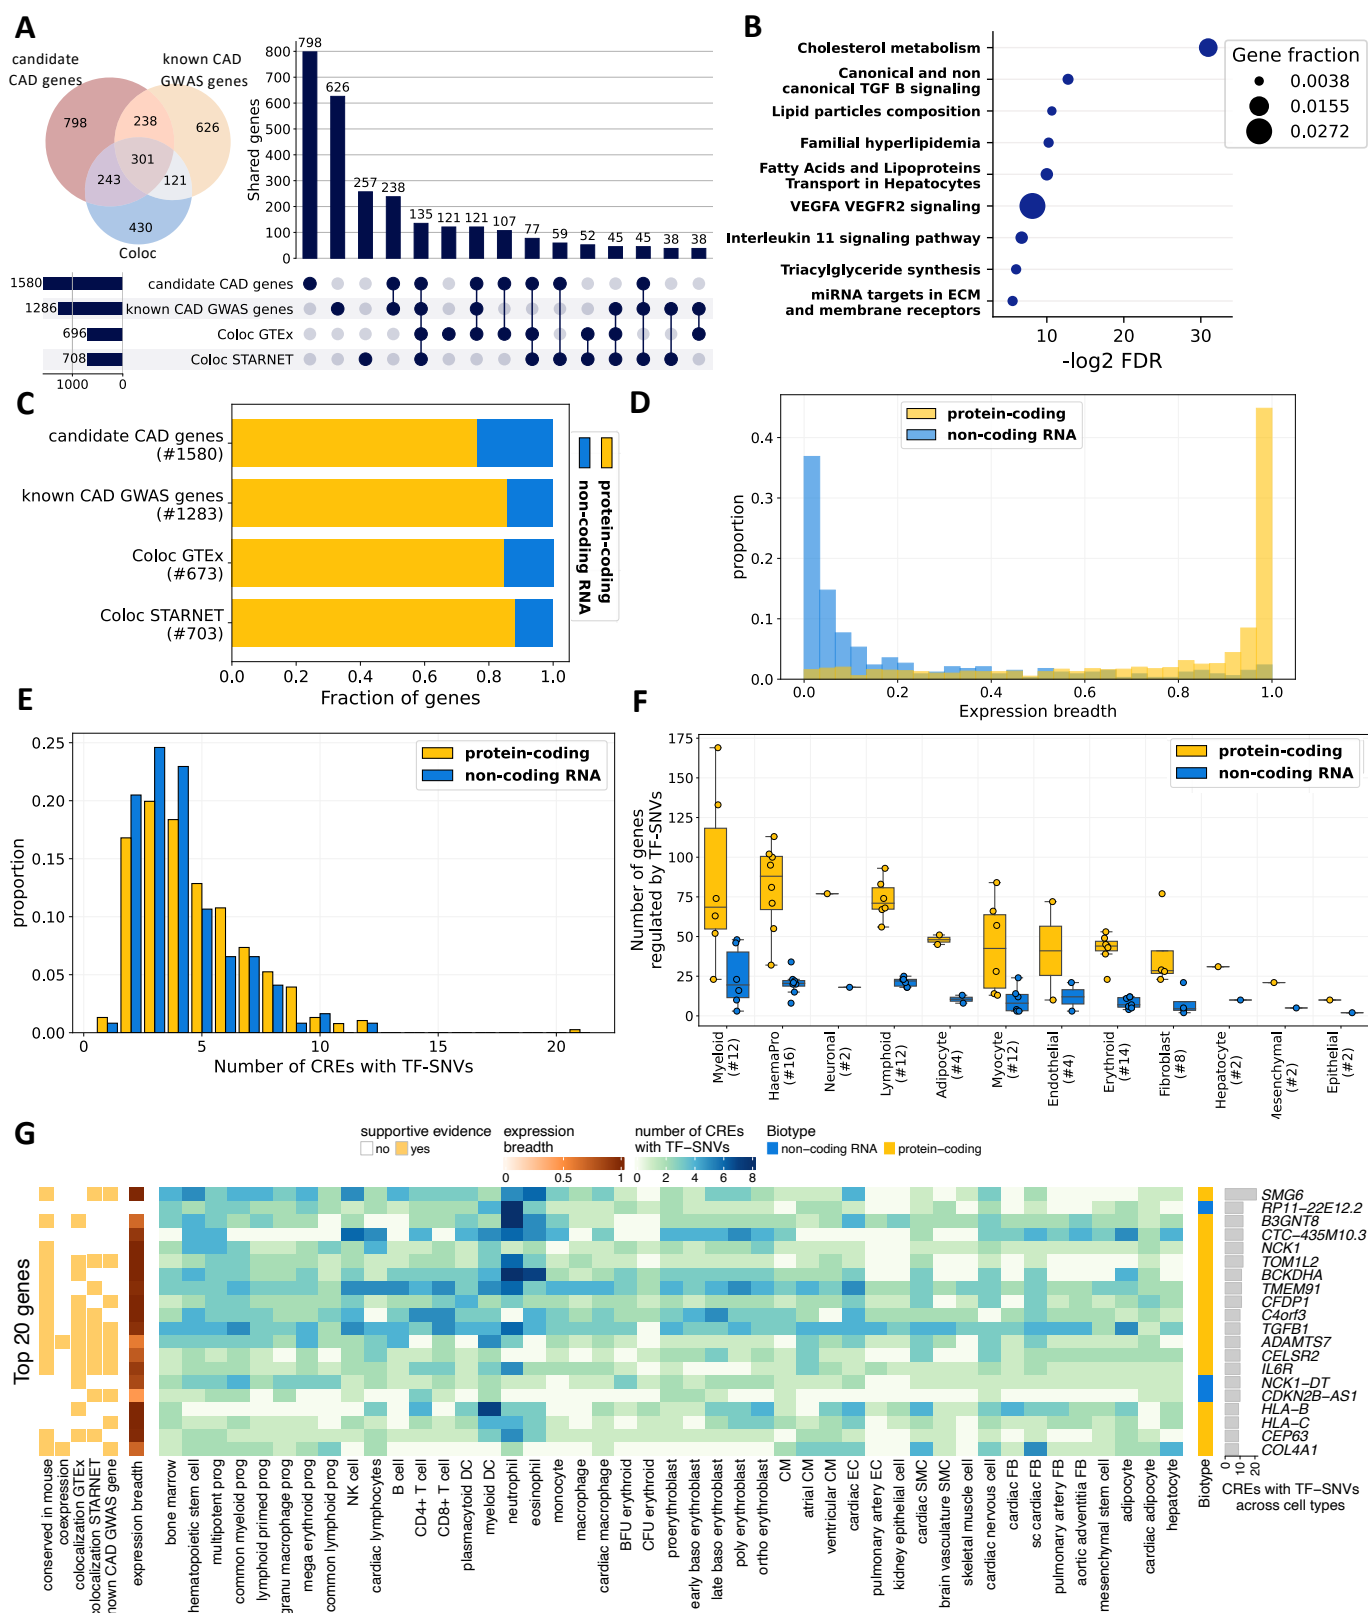 A
candidate
CAD genes
known CAD
GWAS genes
798
238
626
301
243
121
430
Coloc
Shared genes
800
700
600
500
400
300
200
100
0
798
626
257
238
135
121
121
107
77
59
52
45
45
38
38
1580
1286
696
708
1000
0
candidate CAD genes
known CAD GWAS genes
Coloc GTEx
Coloc STARNET
B
Cholesterol metabolism
Canonical and non
canonical TGF B signaling
Lipid particles composition
Familial hyperlipidemia
Fatty Acids and Lipoproteins
Transport in Hepatocytes
VEGFA VEGFR2 signaling
Interleukin 11 signaling pathway
Triacylglyceride synthesis
miRNA targets in ECM
and membrane receptors
10
20
30
-log2 FDR
Gene fraction
0.0038
0.0155
0.0272
C
candidate CAD genes
(#1580)
known CAD GWAS genes
(#1283)
Coloc GTEx
(#673)
Coloc STARNET
(#703)
0.0
0.2
0.4
0.6
0.8
1.0
Fraction of genes
protein-coding
non-coding RNA
D
protein-coding
non-coding RNA
proportion
0.4
0.3
0.2
0.1
0.0
0.0
0.2
0.4
0.6
0.8
1.0
Expression breadth
E
protein-coding
non-coding RNA
proportion
0.25
0.20
0.15
0.10
0.05
0.00
0
5
10
15
20
Number of CREs with TF-SNVs
F
protein-coding
non-coding RNA
Number of genes
regulated by TF-SNVs
175
150
125
100
75
50
25
0
Myeloid
(#12)
HaemaPro
(#16)
Neuronal
(#2)
Lymphoid
(#12)
Adipocyte
(#4)
Myocyte
(#12)
Endothelial
(#4)
Erythroid
(#14)
Fibroblast
(#8)
Hepatocyte
(#2)
Mesenchymal
(#2)
Epithelial
(#2)
G
supportive evidence
no
yes
expression
breadth
0
0.5
1
number of CREs
with TF−SNVs
0
2
4
6
8
Biotype
non−coding RNA
protein−coding
Top 20 genes
SMG6
RP11−22E12.2
B3GNT8
CTC−435M10.3
NCK1
TOM1L2
BCKDHA
TMEM91
CFDP1
C4orf3
TGFB1
ADAMTS7
CELSR2
IL6R
NCK1−DT
CDKN2B−AS1
HLA−B
HLA−C
CEP63
COL4A1
conserved in mouse
coexpression
colocalization GTEx
colocalization STARNET
known CAD GWAS gene
expression breadth
bone marrow
hematopoietic stem cell
multipotent prog
common myeloid prog
lymphoid primed prog
granu macrophage prog
mega erythroid prog
common lymphoid prog
NK cell
cardiac lymphocytes
B cell
CD4+ T cell
CD8+ T cell
plasmacytoid DC
myeloid DC
neutrophil
eosinophil
monocyte
macrophage
cardiac macrophage
BFU erythroid
CFU erythroid
proerythroblast
early baso erythroblast
late baso erythroblast
poly erythroblast
ortho erythroblast
CM
atrial CM
ventricular CM
cardiac EC
pulmonary artery EC
kidney epithelial cell
cardiac SMC
brain vasculature SMC
skeletal muscle cell
cardiac nervous cell
cardiac FB
sc cardiac FB
pulmonary artery FB
aortic adventitia FB
mesenchymal stem cell
adipocyte
cardiac adipocyte
hepatocyte
Biotype
0
10
20
CREs with TF−SNVs
across cell types